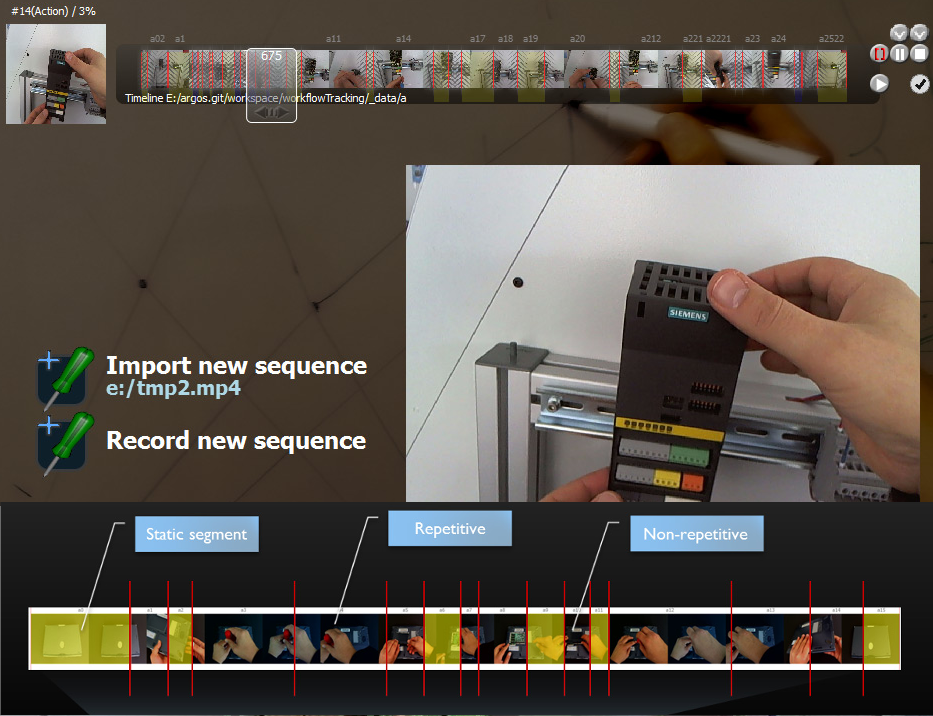 #14(Action) / 3%
a02 a1 a11 a14 a17 a18 a19 a20 a212 a221 a2221 a23 a24 a2522
675
Timeline E:/argos.git/workspace/workflowTracking/_data/a
SIEMENS
Import new sequence
e:/tmp2.mp4
Record new sequence
Static segment
Repetitive
Non-repetitive
a0 a1 a2 a3 a4 a5 a6 a7 a8 a9 a10 a11 a12 a13 a14 a15